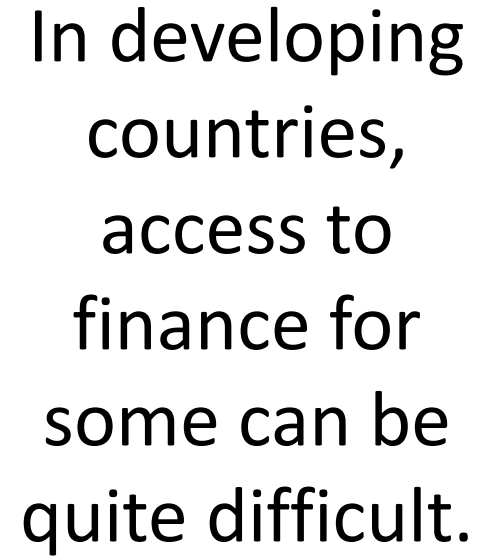 In developing
countries,
access to
finance for
some can be
quite difficult.